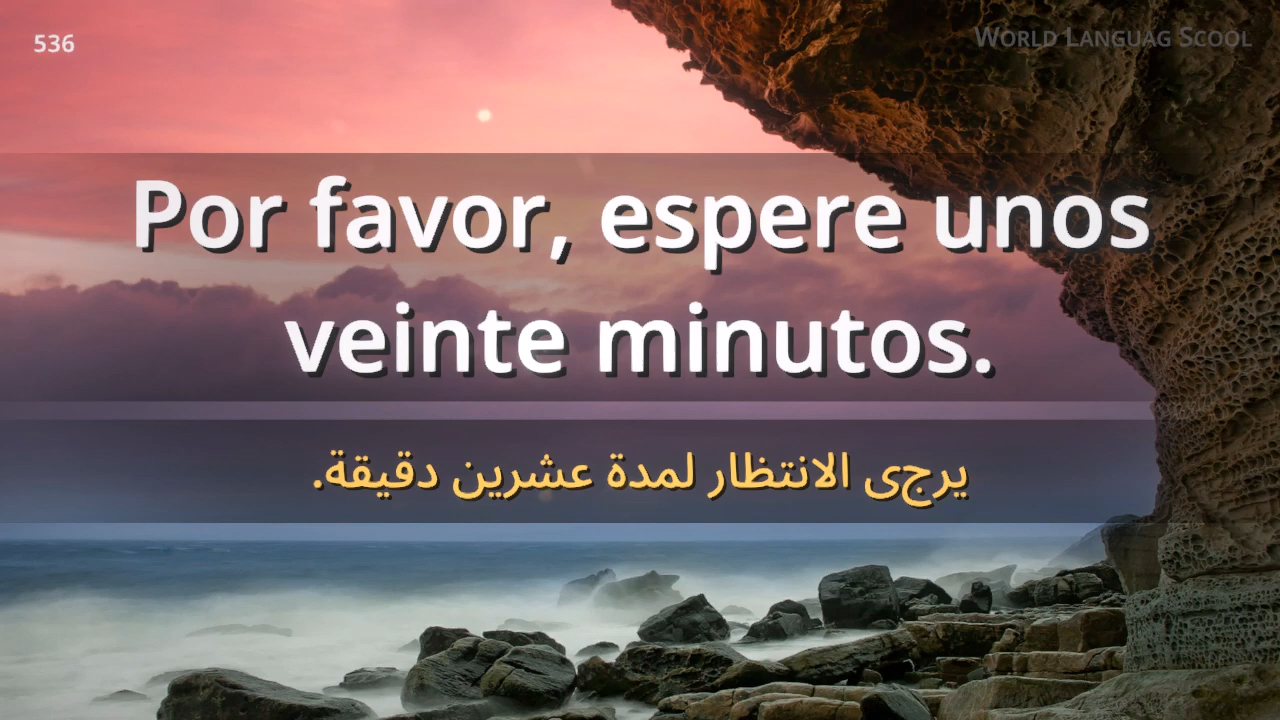 536
World Languag Scool
Por favor, espere unos
veinte minutos.
يرجى الانتظار لمدة عشرين دقيقة.